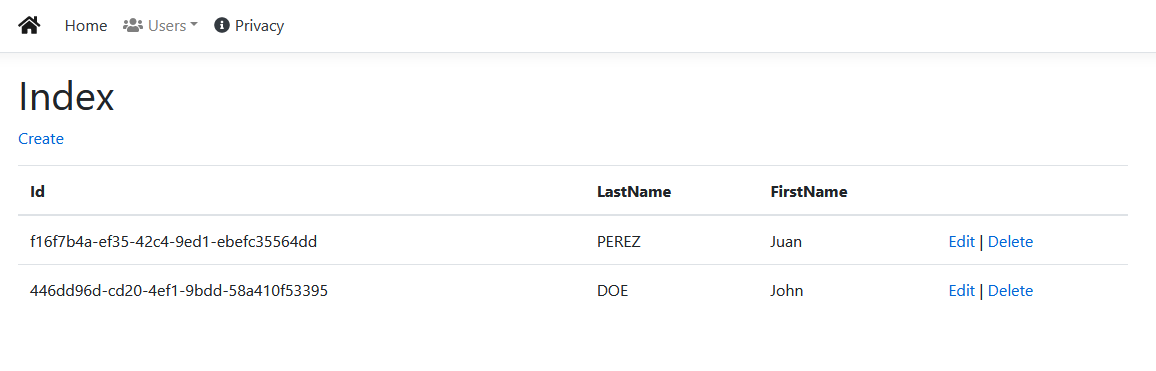 Home Users Privacy
Index
Create
Id LastName FirstName
f16f7b4a-ef35-42c4-9ed1-ebefc35564dd PEREZ Juan Edit | Delete
446dd96d-cd20-4ef1-9bdd-58a410f53395 DOE John Edit | Delete